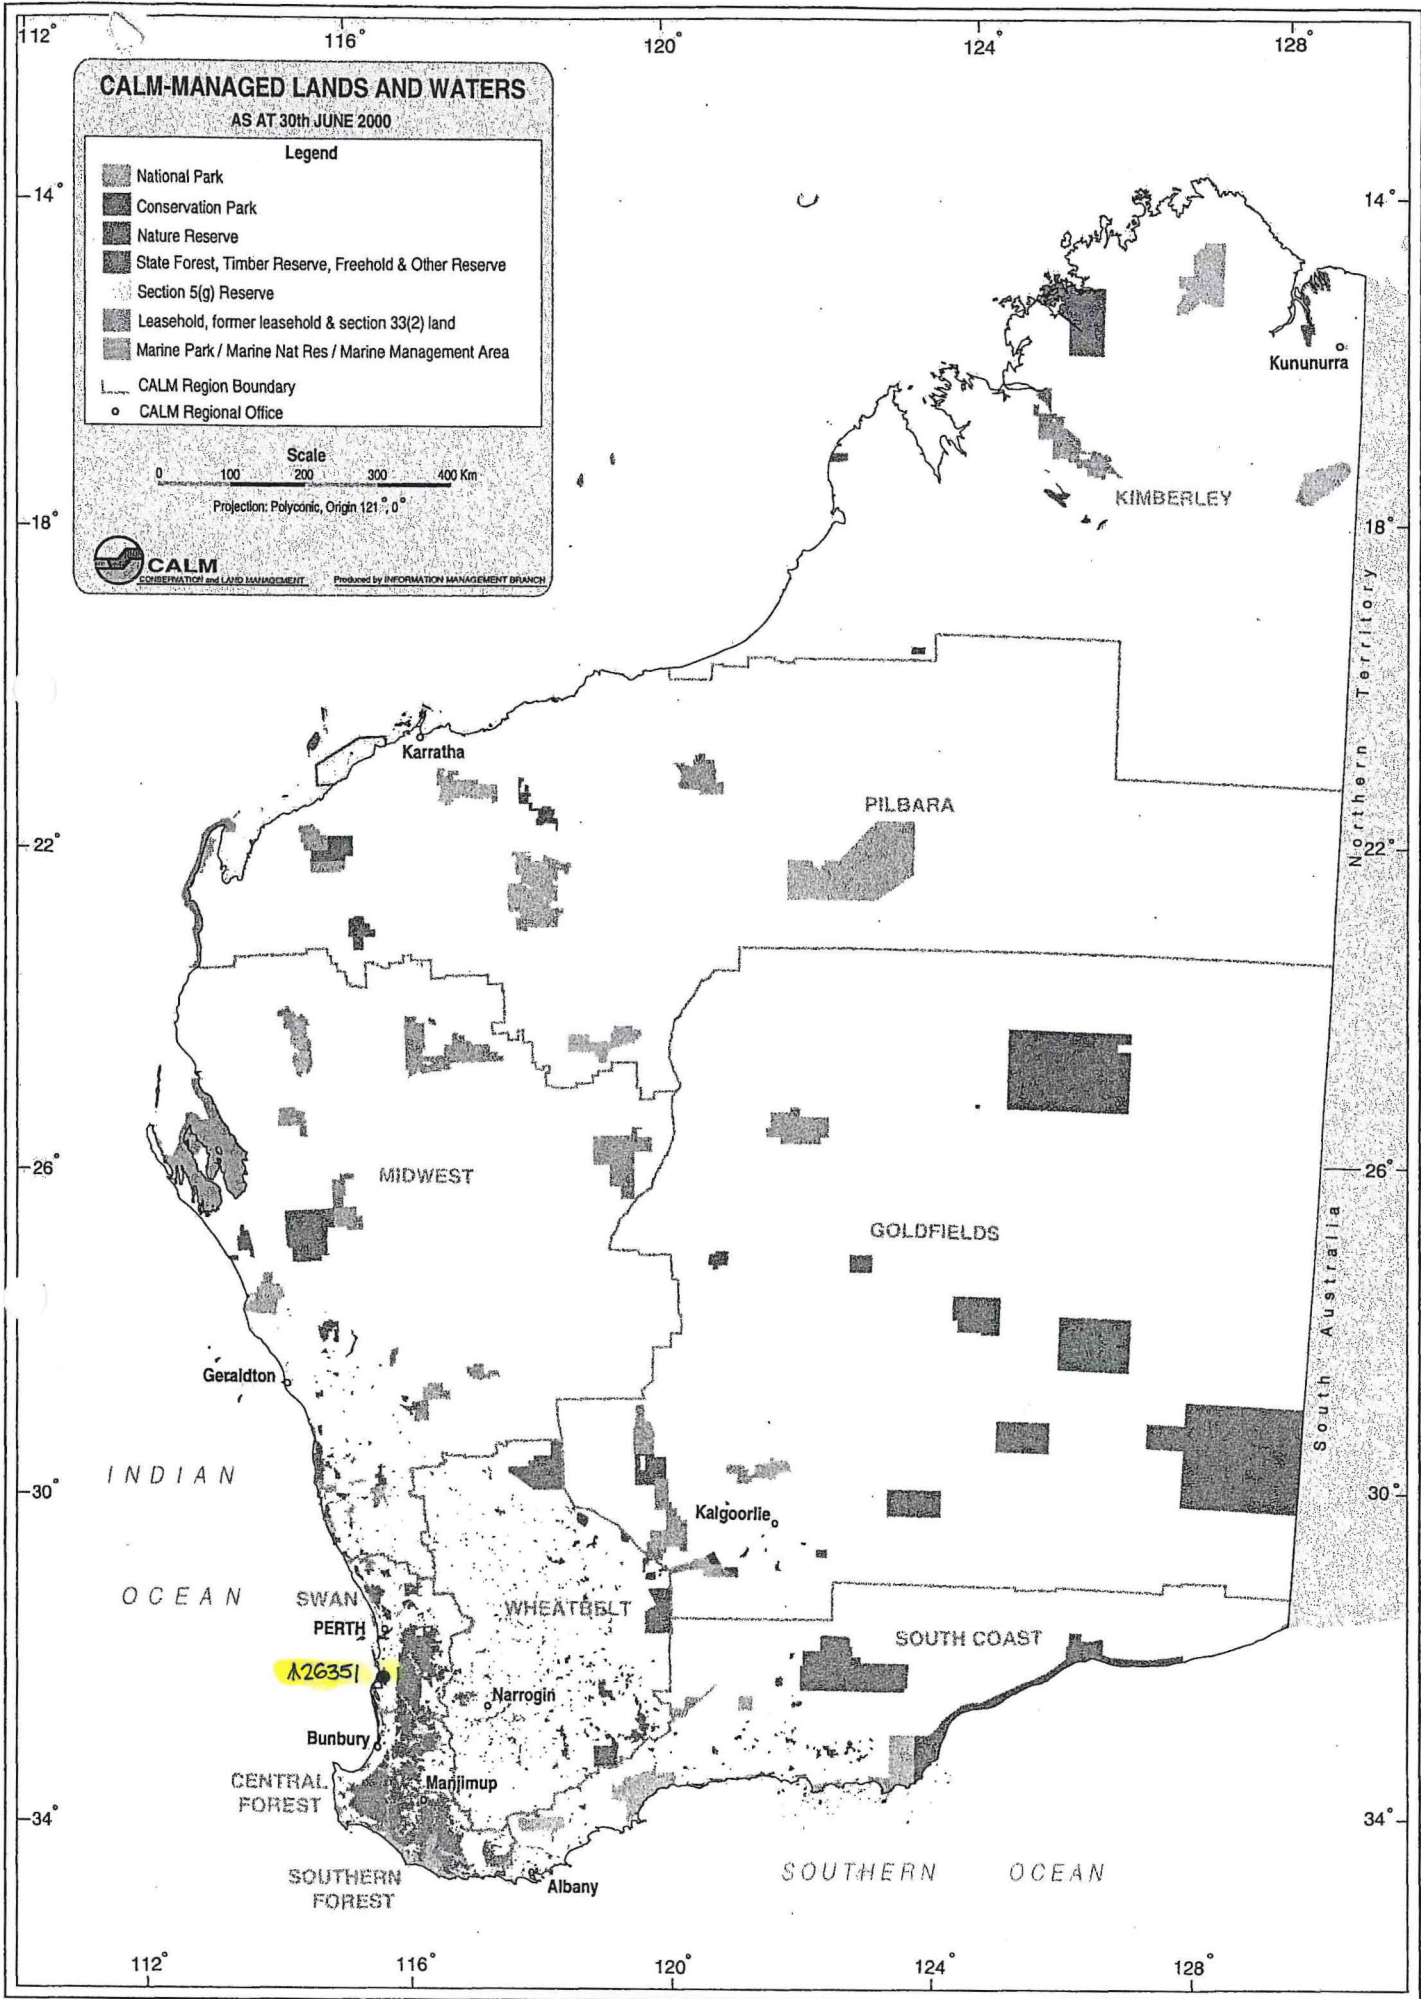 112°
116°
120°
124°
128°
CALM-MANAGED LANDS AND WATERS
AS AT 30th JUNE 2000
Legend
National Park
Conservation Park
Nature Reserve
State Forest, Timber Reserve, Freehold & Other Reserve
Section 5(g) Reserve
Leasehold, former leasehold & section 33(2) land
Marine Park / Marine Nat Res / Marine Management Area
CALM Region Boundary
CALM Regional Office
Scale
0 100 200 300 400 Km
Projection: Polyconic, Origin 121°, 0°
CALM
CONSERVATION and LAND MANAGEMENT
Produced by INFORMATION MANAGEMENT BRANCH
14°
14°
Kununurra
KIMBERLEY
18°
18°
Northern Territory
Karratha
PILBARA
22°
22°
MIDWEST
26°
26°
GOLDFIELDS
South Australia
Geraldton
INDIAN
30°
Kalgoorlie
30°
OCEAN
SWAN
WHEATBELT
PERTH
SOUTH COAST
A26351
Narrogin
Bunbury
CENTRAL
FOREST
Manjimup
34°
34°
SOUTHERN
FOREST
Albany
SOUTHERN OCEAN
112°
116°
120°
124°
128°